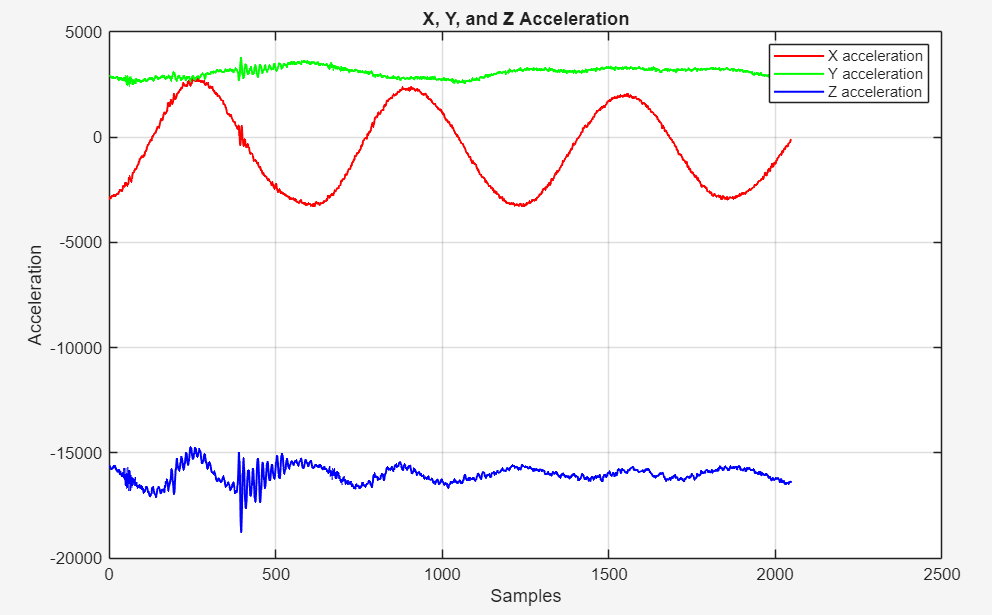 X, Y, and Z Acceleration
X acceleration
Y acceleration
Z acceleration
5000
0
-5000
-10000
-15000
-20000
Acceleration
0 500 1000 1500 2000 2500
Samples